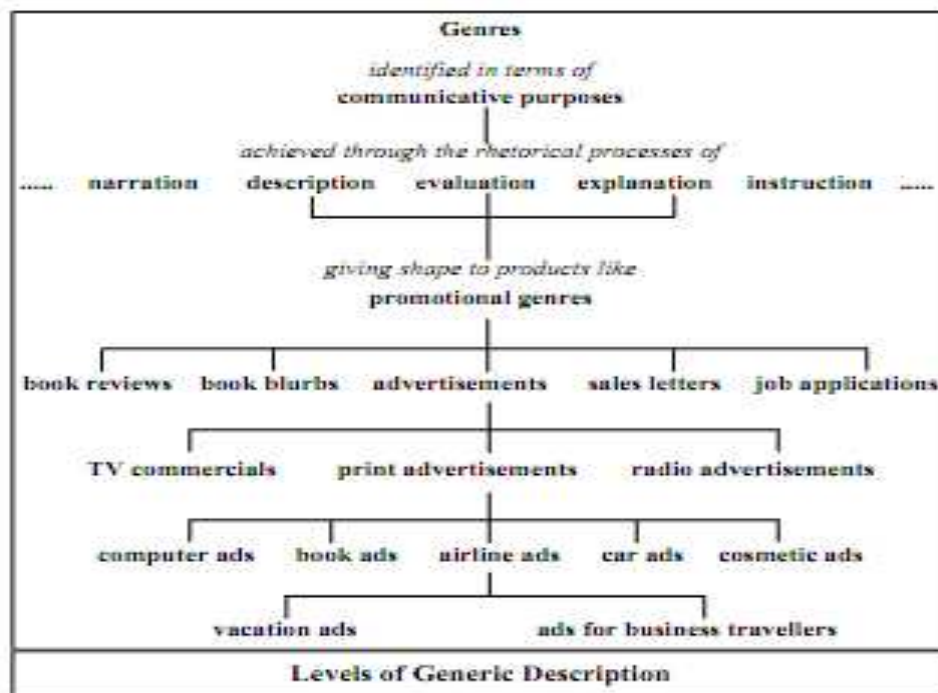 Genres
identified in terms of
communicative purposes
achieved through the rhetorical processes of
..... narration description evaluation explanation instruction .....
giving shape to products like
promotional genres
book reviews book blurbs advertisements sales letters job applications
TV commercials print advertisements radio advertisements
computer ads book ads airline ads car ads cosmetic ads
vacation ads ads for business travellers
Levels of Generic Description